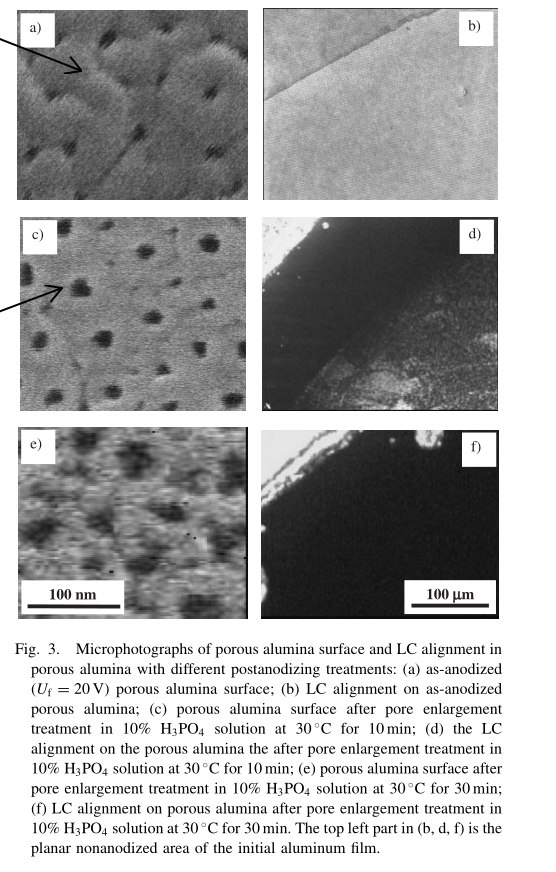 a)
b)
c)
d)
e)
f)
100 nm
100 μm
Fig. 3. Microphotographs of porous alumina surface and LC alignment in
porous alumina with different postanodizing treatments: (a) as-anodized
(Uf = 20 V) porous alumina surface; (b) LC alignment on as-anodized
porous alumina; (c) porous alumina surface after pore enlargement
treatment in 10% H3PO4 solution at 30 °C for 10 min; (d) the LC
alignment on the porous alumina the after pore enlargement treatment in
10% H3PO4 solution at 30 °C for 10 min; (e) porous alumina surface after
pore enlargement treatment in 10% H3PO4 solution at 30 °C for 30 min;
(f) LC alignment on porous alumina after pore enlargement treatment in
10% H3PO4 solution at 30 °C for 30 min. The top left part in (b, d, f) is the
planar nonanodized area of the initial aluminum film.